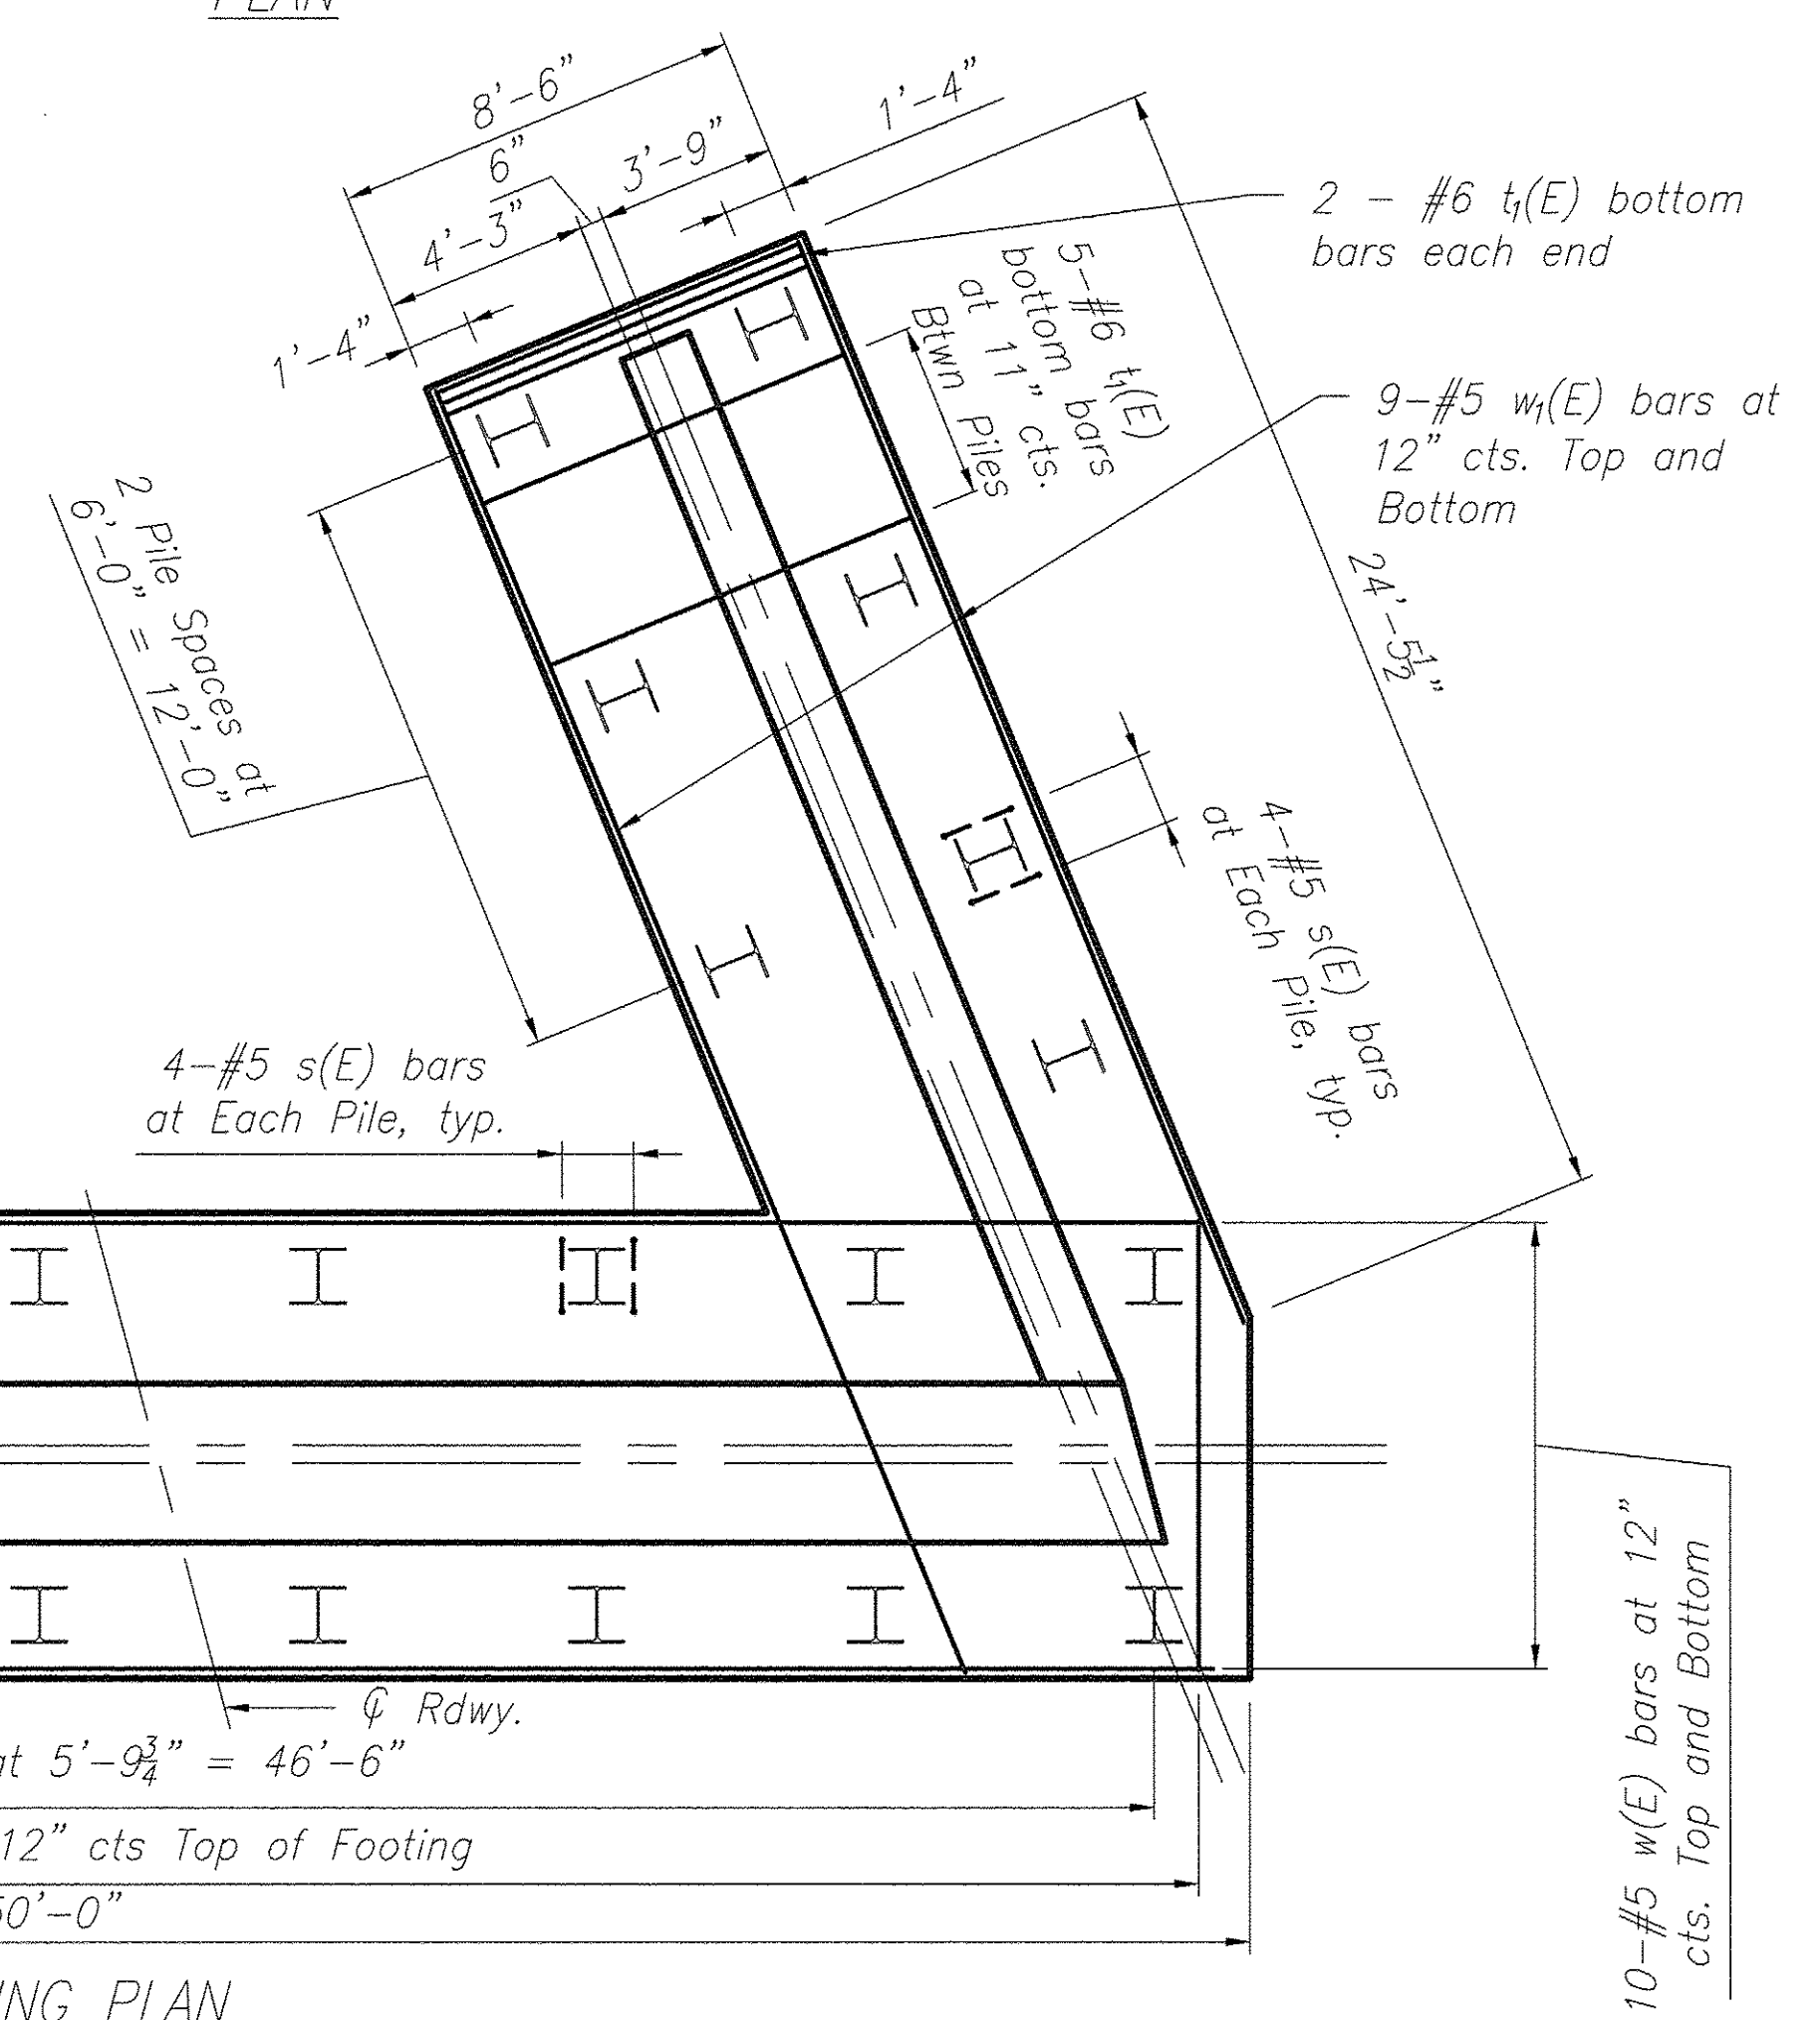 PLAN
8'-6"
6"
3'-9"
1'-4"
4'-3"
1'-4"
2 - #6 t1(E) bottom
bars each end
5-#6 t1(E)
bottom bars
at 11" cts.
Btwn Piles
9-#5 w1(E) bars at
12" cts. Top and
Bottom
2 Pile Spaces at
6'-0" = 12'-0"
24'-5½"
4-#5 s(E) bars
at Each Pile, typ.
4-#5 s(E) bars
at Each Pile, typ.
℄ Rdwy.
at 5'-9¾" = 46'-6"
12" cts Top of Footing
50'-0"
ING PLAN
10-#5 w(E) bars at 12"
cts. Top and Bottom